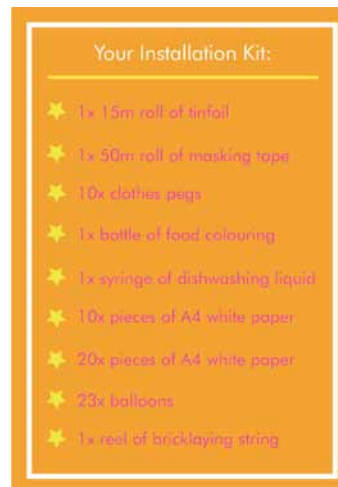 Your Installation Kit:
1x 15m roll of tinfoil
1x 50m roll of masking tape
10x clothes pegs
1x bottle of food colouring
1x syringe of dishwashing liquid
10x pieces of A4 white paper
20x pieces of A4 white paper
23x balloons
1x reel of bricklaying string